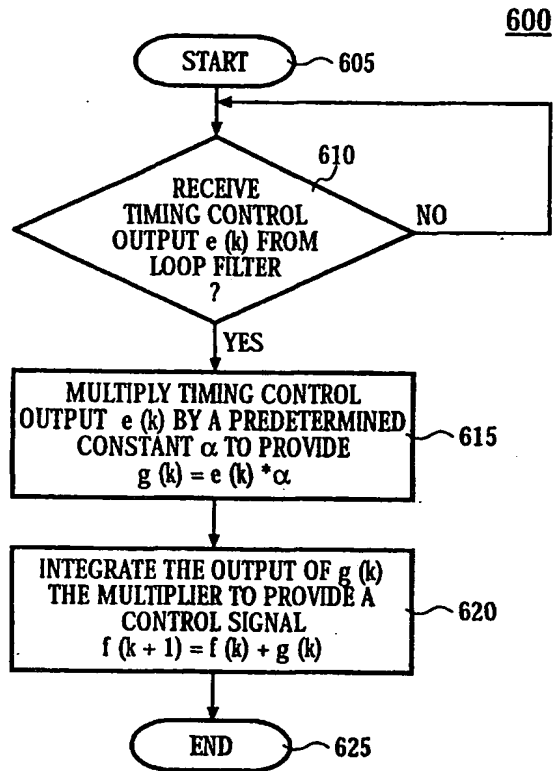 600
START
605
610
RECEIVE
TIMING CONTROL
OUTPUT e (k) FROM
LOOP FILTER
?
NO
YES
MULTIPLY TIMING CONTROL
OUTPUT e (k) BY A PREDETERMINED
CONSTANT α TO PROVIDE
g (k) = e (k) *α
615
INTEGRATE THE OUTPUT OF g (k)
THE MULTIPLIER TO PROVIDE A
CONTROL SIGNAL
f (k + 1) = f (k) + g (k)
620
END
625